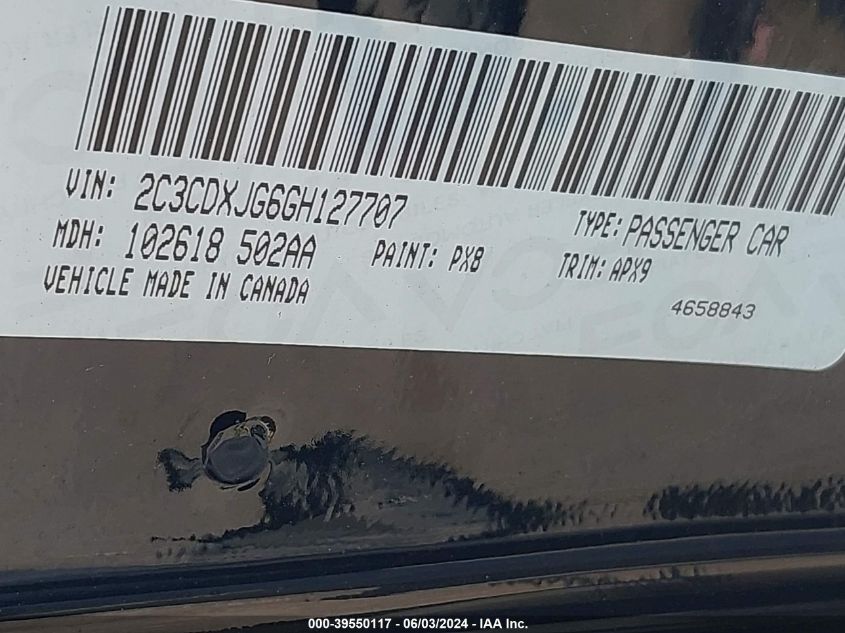 VIN: 2C3CDXJG6GH127707 TYPE: PASSENGER CAR
MDH: 102618 502AA PAINT: PX8 TRIM: APX9
VEHICLE MADE IN CANADA 4658843
000-39550117 - 06/03/2024 - IAA Inc.